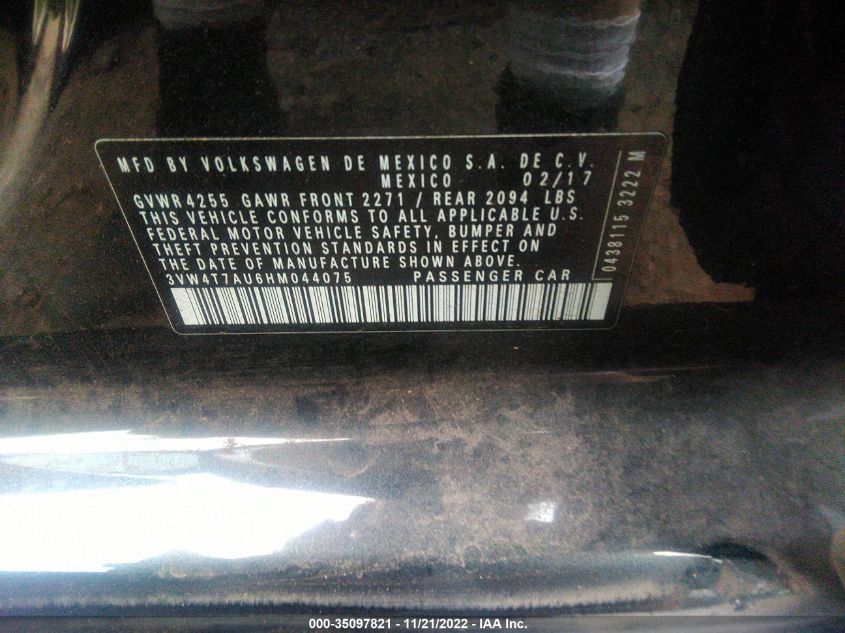 MFD BY VOLKSWAGEN DE MEXICO S.A. DE C.V.
MEXICO 02/17
GVWR4255 GAWR FRONT 2271 / REAR 2094 LBS
THIS VEHICLE CONFORMS TO ALL APPLICABLE U.S.
FEDERAL MOTOR VEHICLE SAFETY, BUMPER AND
THEFT PREVENTION STANDARDS IN EFFECT ON
THE DATE OF MANUFACTURE SHOWN ABOVE.
3VW4T7AU6HM044075 PASSENGER CAR
0438115 3222 M
000-35097821 - 11/21/2022 - IAA Inc.